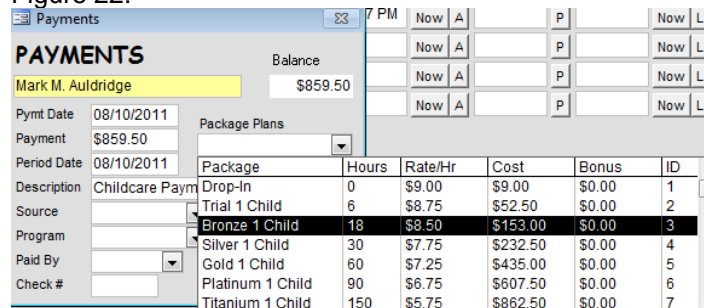 Figure 22.
Payments
7 PM Now A P Now L
PAYMENTS Balance
Now A P Now L
Mark M. Auldridge $859.50
Now A P Now L
Now A P Now L
Pymt Date 08/10/2011 Package Plans
Payment $859.50
Period Date 08/10/2011
Package Hours Rate/Hr Cost Bonus ID
Description Childcare Paym
Drop-In 0 $9.00 $9.00 $0.00 1
Source
Trial 1 Child 6 $8.75 $52.50 $0.00 2
Program
Bronze 1 Child 18 $8.50 $153.00 $0.00 3
Silver 1 Child 30 $7.75 $232.50 $0.00 4
Paid By
Gold 1 Child 60 $7.25 $435.00 $0.00 5
Check #
Platinum 1 Child 90 $6.75 $607.50 $0.00 6
Titanium 1 Child 150 $5.75 $862.50 $0.00 7